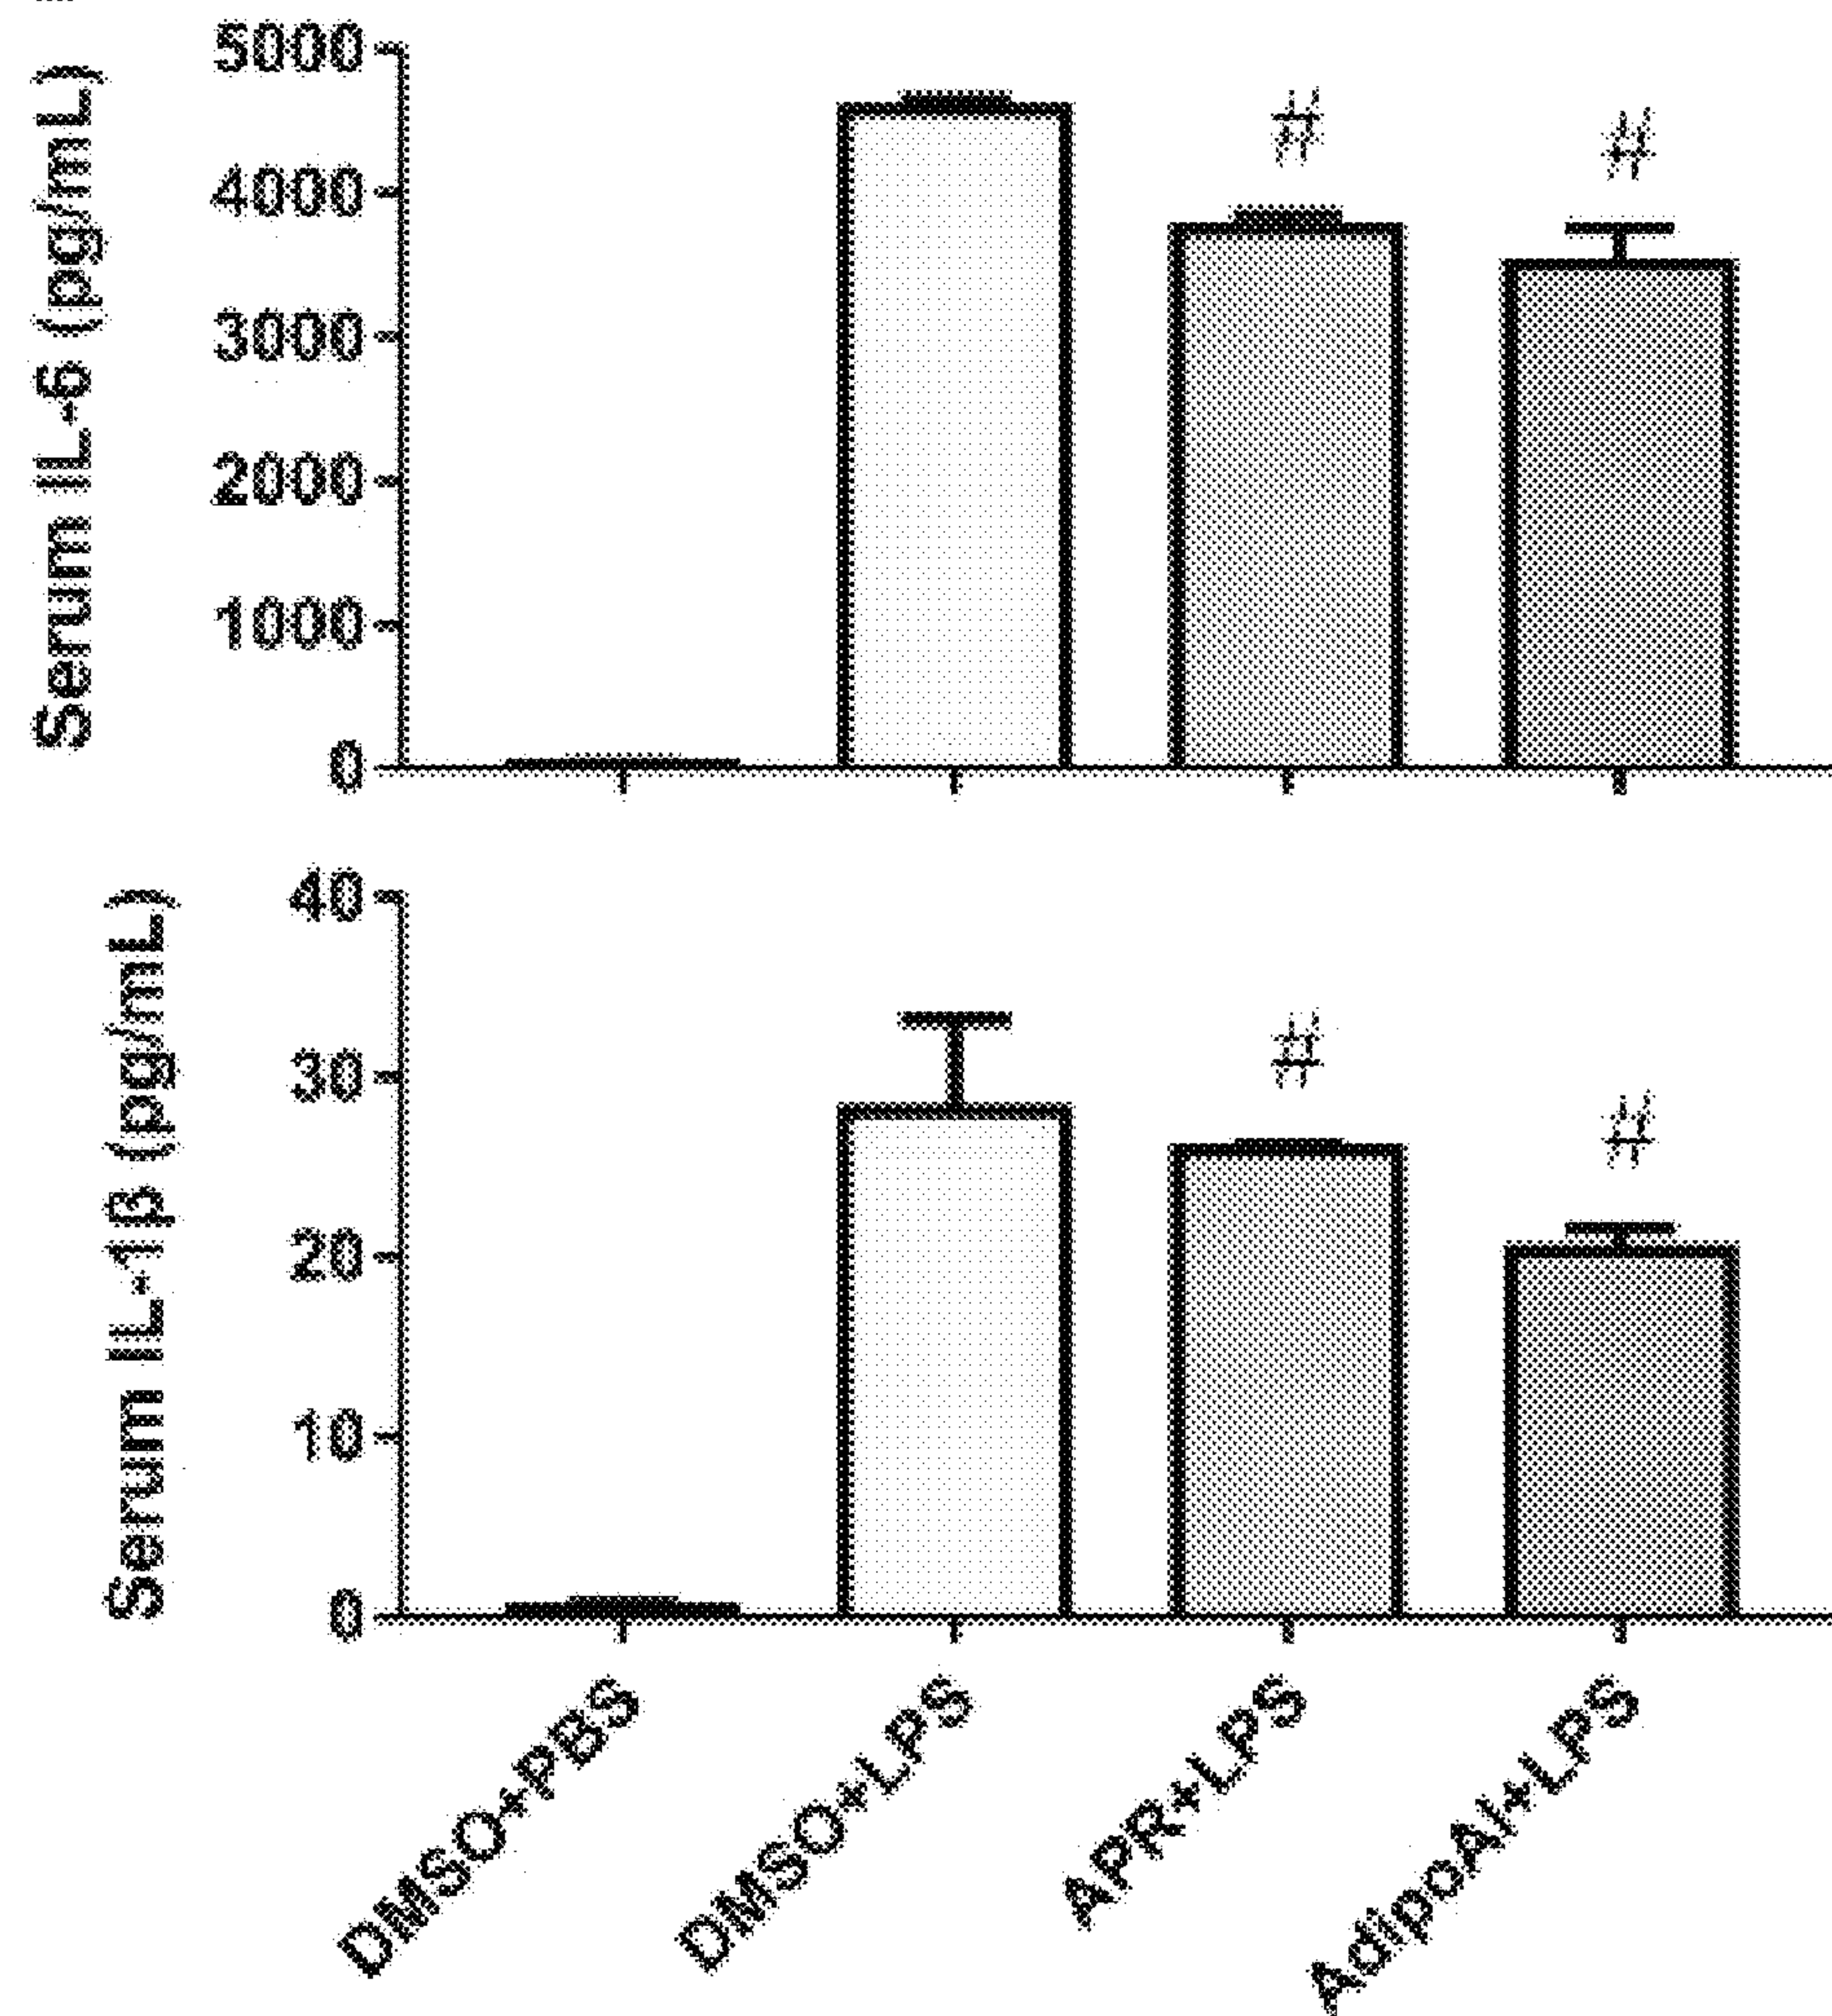 Serum IL-6 (pg/mL)
5000
4000
3000
2000
1000
0
#
#
Serum IL-1β (pg/mL)
40
30
20
10
0
#
#
DMSO+PBS
DMSO+LPS
APR+LPS
AdipoAI+LPS